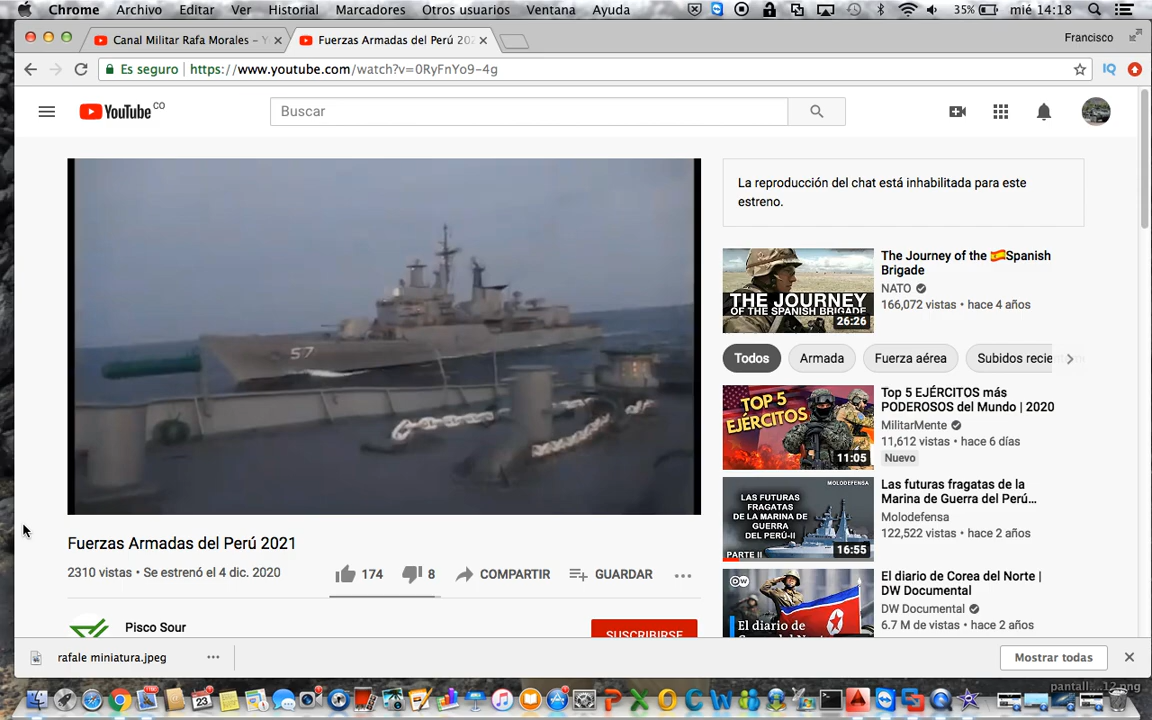 Chrome Archivo Editar Ver Historial Marcadores Otros usuarios Ventana Ayuda 35% mié 14:18
Canal Militar Rafa Morales – Y
Fuerzas Armadas del Perú 202
Francisco
Es seguro https://www.youtube.com/watch?v=0RyFnYo9-4g
IQ
YouTube CO
Buscar
57
La reproducción del chat está inhabilitada para este
estreno.
THE JOURNEY
OF THE SPANISH BRIGADE
26:26
The Journey of the 🇪🇸Spanish
Brigade
NATO
166,072 vistas • hace 4 años
Todos Armada Fuerza aérea Subidos recie
TOP 5
EJÉRCITOS
11:05
Top 5 EJÉRCITOS más
PODEROSOS del Mundo | 2020
MilitarMente
11,612 vistas • hace 6 días
Nuevo
MOLODEFENSA
LAS FUTURAS
FRAGATAS
DE LA MARINA DE
GUERRA DEL
PERÚ-II
PARTE II
16:55
Las futuras fragatas de la
Marina de Guerra del Perú...
Molodefensa
122,522 vistas • hace 2 años
DW
El diario de
El diario de Corea del Norte |
DW Documental
DW Documental
6.7 M de vistas • hace 2 años
Fuerzas Armadas del Perú 2021
2310 vistas • Se estrenó el 4 dic. 2020
174 8 COMPARTIR GUARDAR
Pisco Sour
SUSCRIBIRSE
rafale miniatura.jpeg
Mostrar todas
pantall....12.png
23